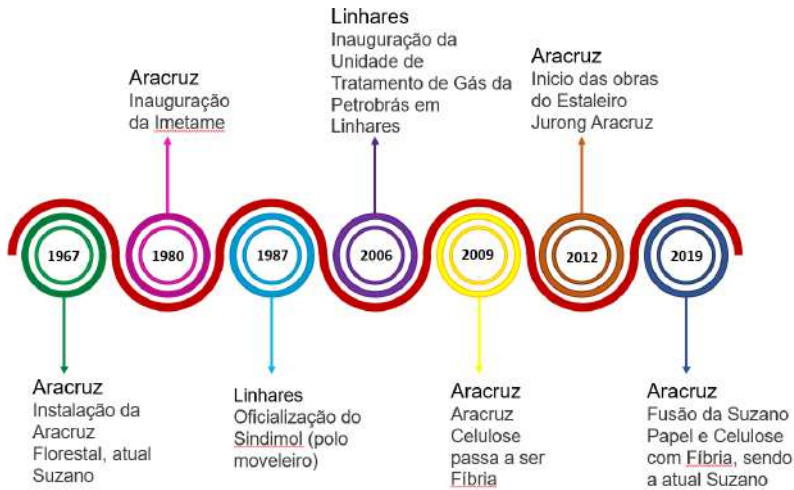 Linhares
Inauguração da
Unidade de
Tratamento de Gás da
Petrobrás em
Linhares
Aracruz
Inauguração
da Imetame
Aracruz
Inicio das obras
do Estaleiro
Jurong Aracruz
1967
1980
1987
2006
2009
2012
2019
Aracruz
Instalação da
Aracruz
Florestal, atual
Suzano
Linhares
Oficialização do
Sindimol (polo
moveleiro)
Aracruz
Aracruz
Celulose
passa a ser
Fíbria
Aracruz
Fusão da Suzano
Papel e Celulose
com Fíbria, sendo
a atual Suzano